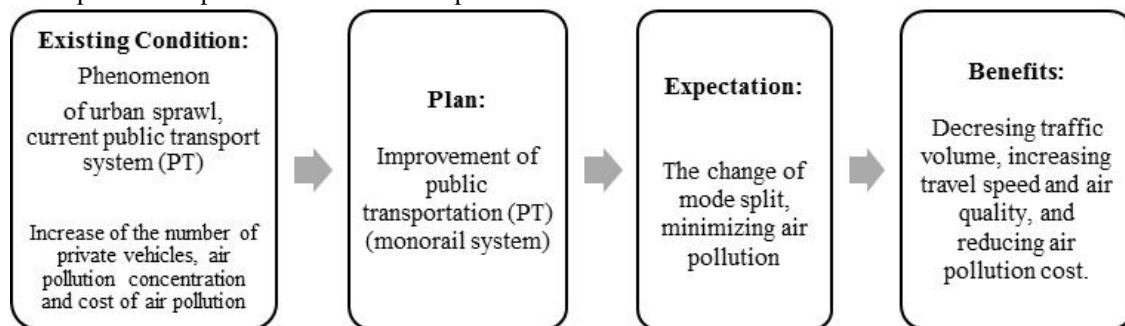 Existing Condition:
Phenomenon
of urban sprawl,
current public transport
system (PT)
Increase of the number of
private vehicles, air
pollution concentration
and cost of air pollution
Plan:
Improvement of
public
transportation (PT)
(monorail system)
Expectation:
The change of
mode split,
minimizing air
pollution
Benefits:
Decresing traffic
volume, increasing
travel speed and air
quality, and
reducing air
pollution cost.